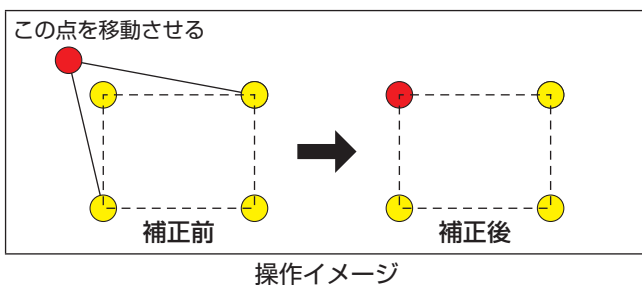 この点を移動させる
補正前
補正後
操作イメージ